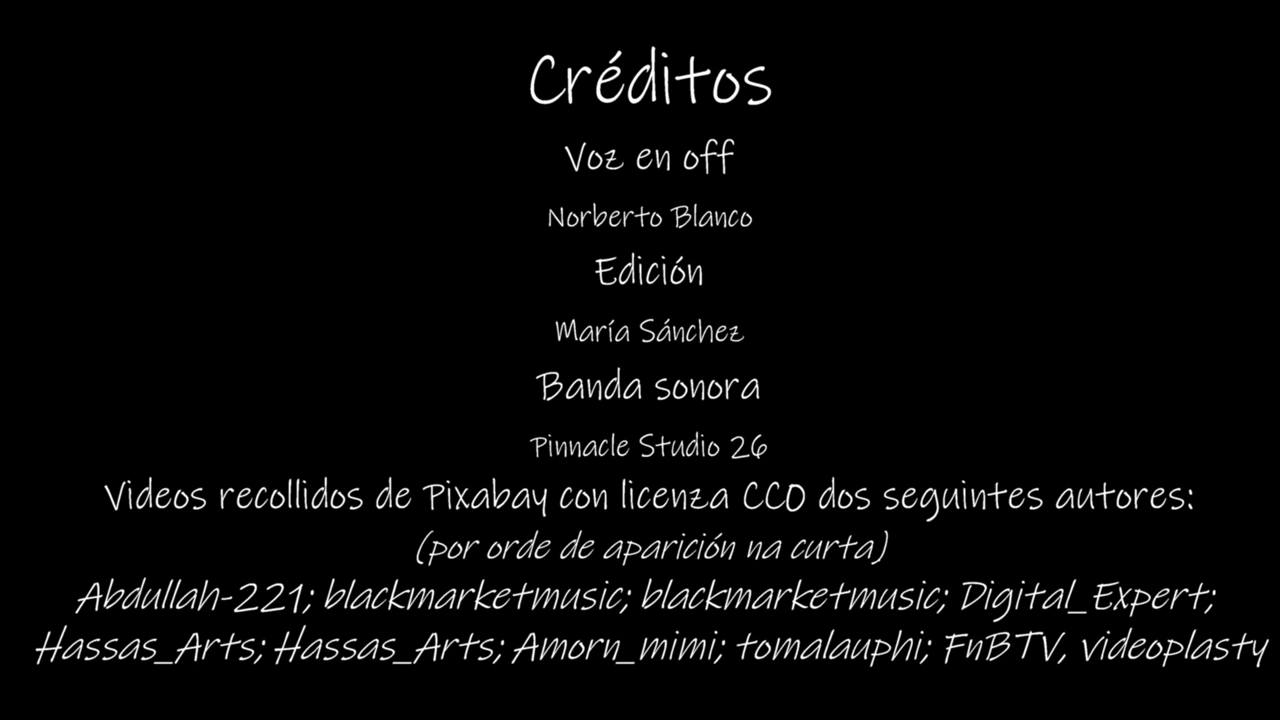 Créditos
Voz en off
Norberto Blanco
Edición
María Sánchez
Banda sonora
Pinnacle Studio 26
Videos recollidos de Pixabay con licenza CC0 dos seguintes autores:
(por orde de aparición na curta)
Abdullah-221; blackmarketmusic; blackmarketmusic; Digital_Expert;
Hassas_Arts; Hassas_Arts; Amorn_mimi; tomalauphi; FnBTV, videoplasty